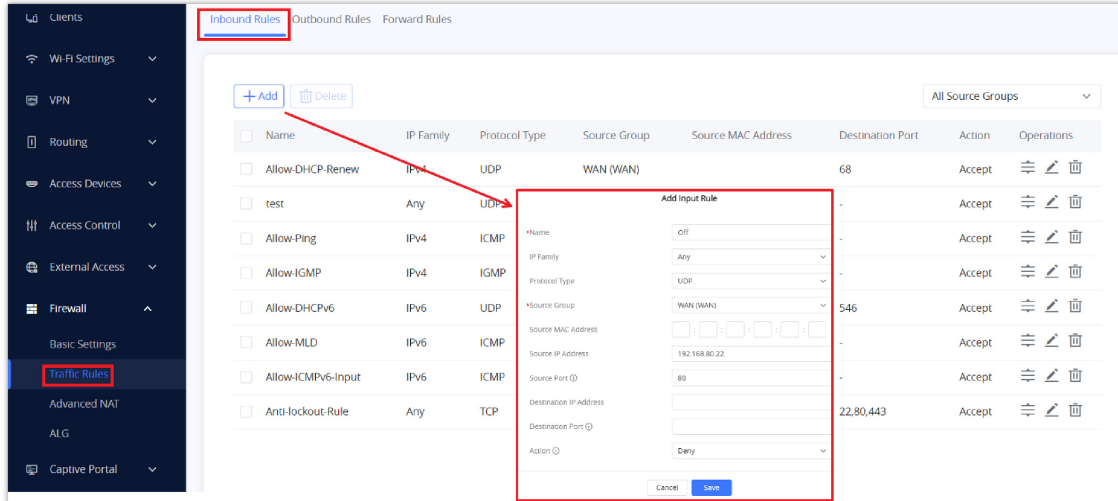 Clients
Inbound Rules Outbound Rules Forward Rules
Wi-Fi Settings
VPN
Routing
Access Devices
Access Control
External Access
Firewall
Basic Settings
Traffic Rules
Advanced NAT
ALG
Captive Portal
+ Add Delete All Source Groups
Name IP Family Protocol Type Source Group Source MAC Address Destination Port Action Operations
Allow-DHCP-Renew IPv4 UDP WAN (WAN) 68 Accept
test Any UDP - Accept
Allow-Ping IPv4 ICMP - Accept
Allow-IGMP IPv4 IGMP - Accept
Allow-DHCPv6 IPv6 UDP 546 Accept
Allow-MLD IPv6 ICMP - Accept
Allow-ICMPv6-Input IPv6 ICMP - Accept
Anti-lockout-Rule Any TCP 22,80,443 Accept
Add Input Rule
*Name Off
IP Family Any
Protocol Type UDP
*Source Group WAN (WAN)
Source MAC Address : : : : :
Source IP Address 192.168.80.22
Source Port 80
Destination IP Address
Destination Port
Action Deny
Cancel Save